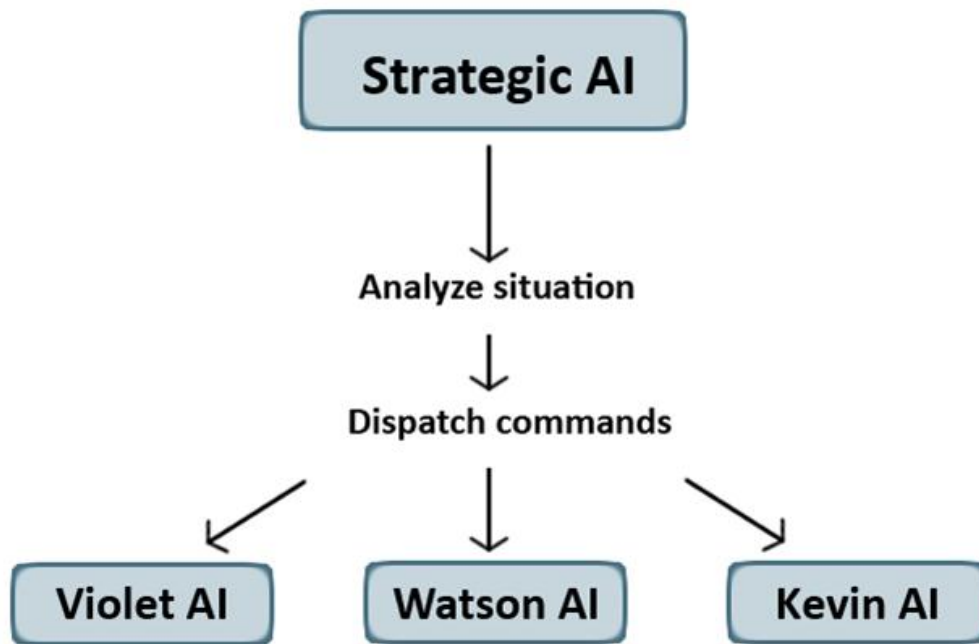 Strategic AI
Analyze situation
Dispatch commands
Violet AI
Watson AI
Kevin AI